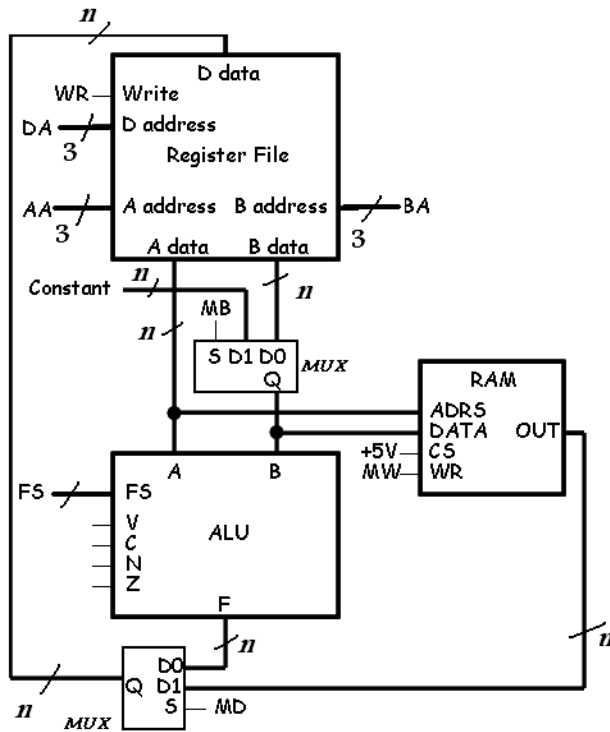 n
D data
WR Write
DA 3 D address
Register File
AA 3 A address B address 3 BA
A data B data
n
Constant
n
n
MB
S D1 D0 MUX
Q
RAM
ADRS
DATA OUT
+5V CS
MW WR
A B
FS FS
V
C ALU
N
Z
F
n
n
D0
Q D1
n
S MD
MUX